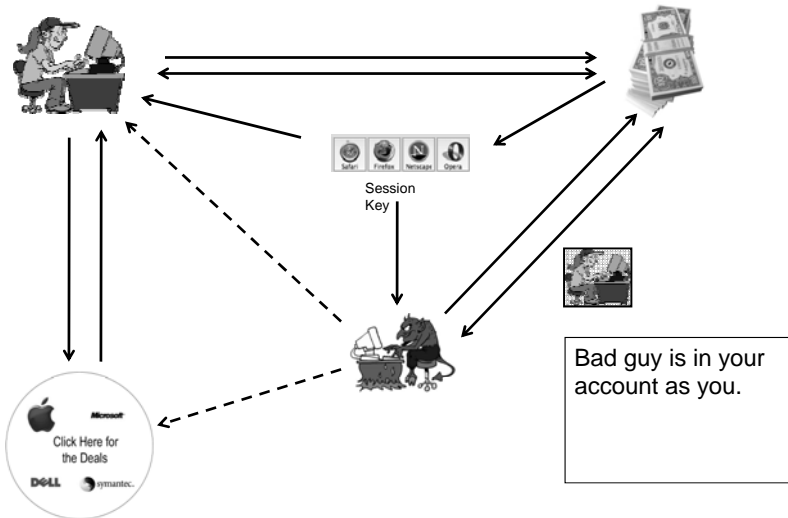 Safari Firefox Netscape Opera
Session
Key
Bad guy is in your
account as you.
Microsoft
Click Here for
the Deals
DELL symantec.